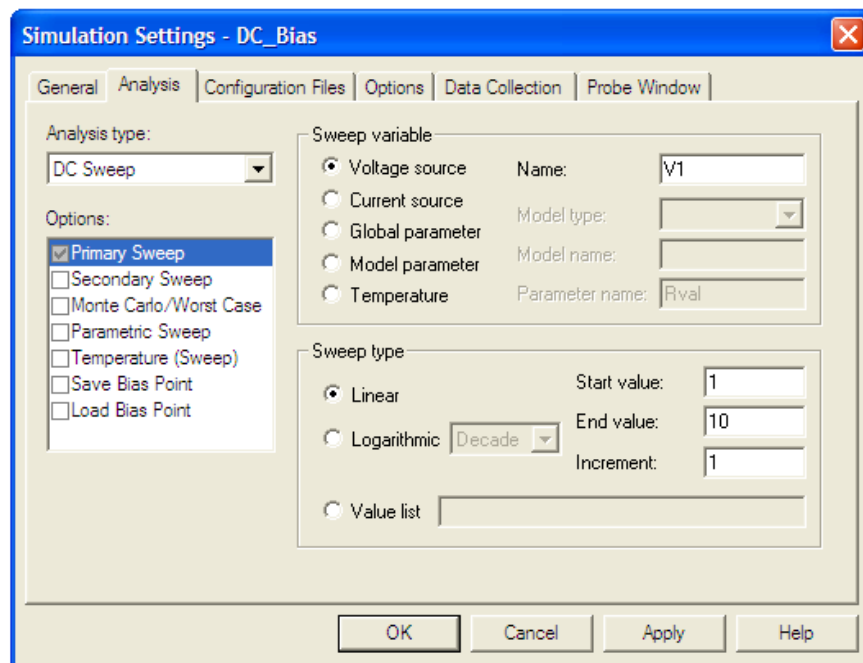 Simulation Settings - DC_Bias
General Analysis Configuration Files Options Data Collection Probe Window
Analysis type:
DC Sweep
Options:
Primary Sweep
Secondary Sweep
Monte Carlo/Worst Case
Parametric Sweep
Temperature (Sweep)
Save Bias Point
Load Bias Point
Sweep variable
Voltage source
Current source
Global parameter
Model parameter
Temperature
Name: V1
Model type:
Model name:
Parameter name: Rval
Sweep type
Linear
Logarithmic Decade
Value list
Start value: 1
End value: 10
Increment: 1
OK Cancel Apply Help